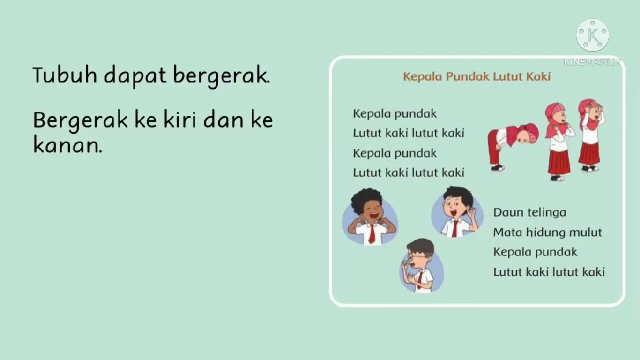 Tubuh dapat bergerak.
Bergerak ke kiri dan ke
kanan.
KINEMASTER
Kepala Pundak Lutut Kaki
Kepala pundak
Lutut kaki lutut kaki
Kepala pundak
Lutut kaki lutut kaki
Daun telinga
Mata hidung mulut
Kepala pundak
Lutut kaki lutut kaki